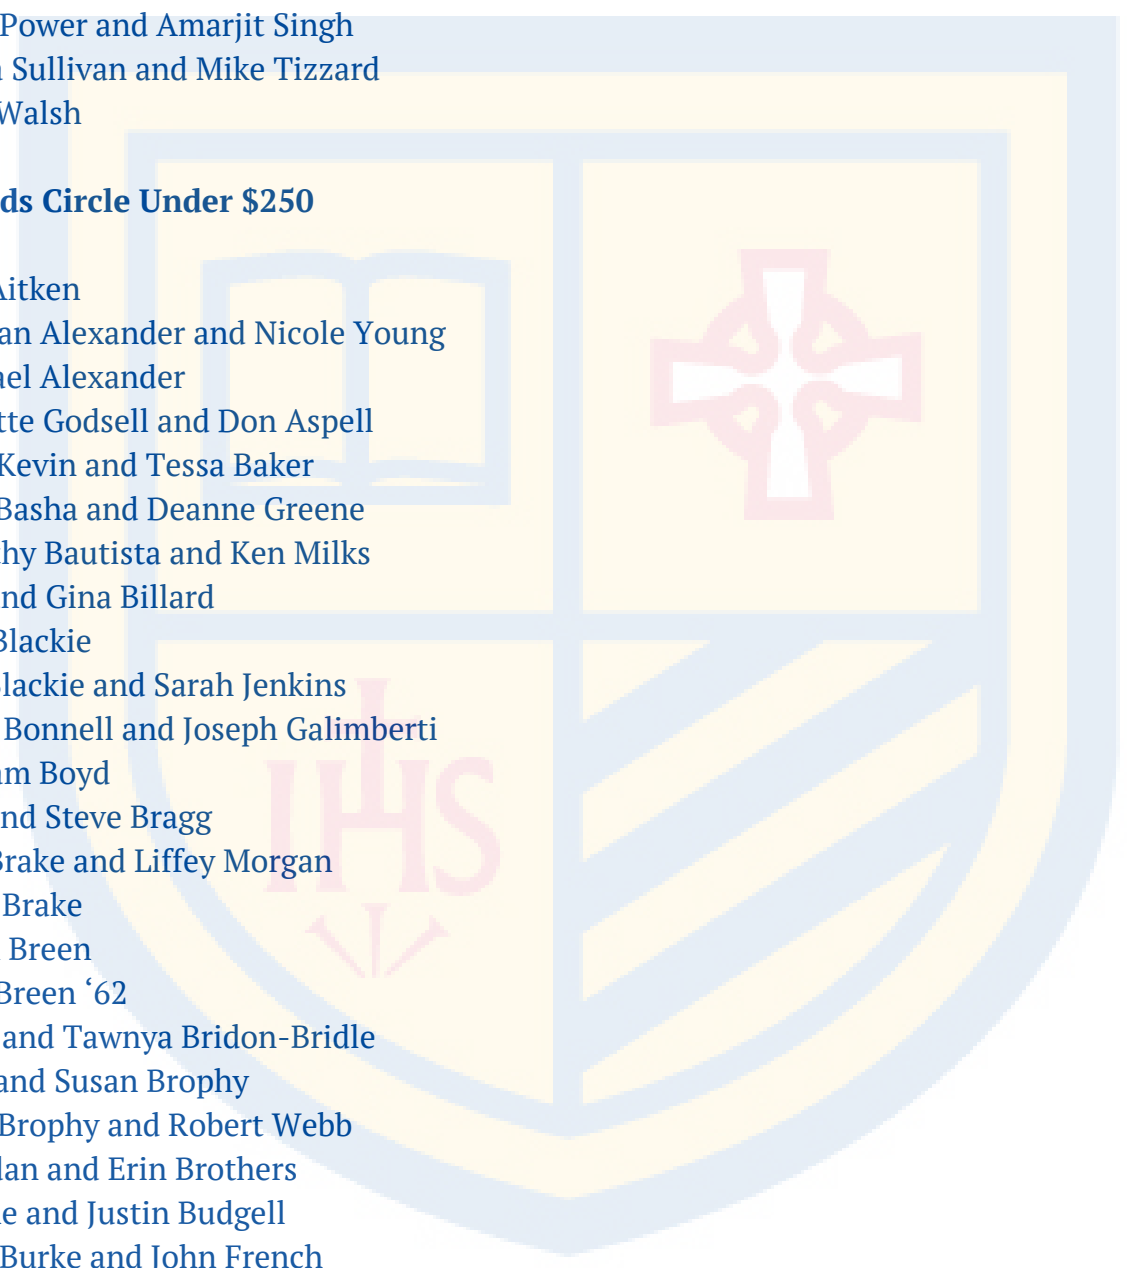 Power and Amarjit Singh
Sullivan and Mike Tizzard
Walsh
ds Circle Under $250
Aitken
an Alexander and Nicole Young
ael Alexander
tte Godsell and Don Aspell
Kevin and Tessa Baker
Basha and Deanne Greene
hy Bautista and Ken Milks
nd Gina Billard
Blackie
lackie and Sarah Jenkins
Bonnell and Joseph Galimberti
am Boyd
nd Steve Bragg
Brake and Liffey Morgan
Brake
Breen
Breen ‘62
and Tawnya Bridon-Bridle
and Susan Brophy
Brophy and Robert Webb
lan and Erin Brothers
e and Justin Budgell
Burke and John French
IHS